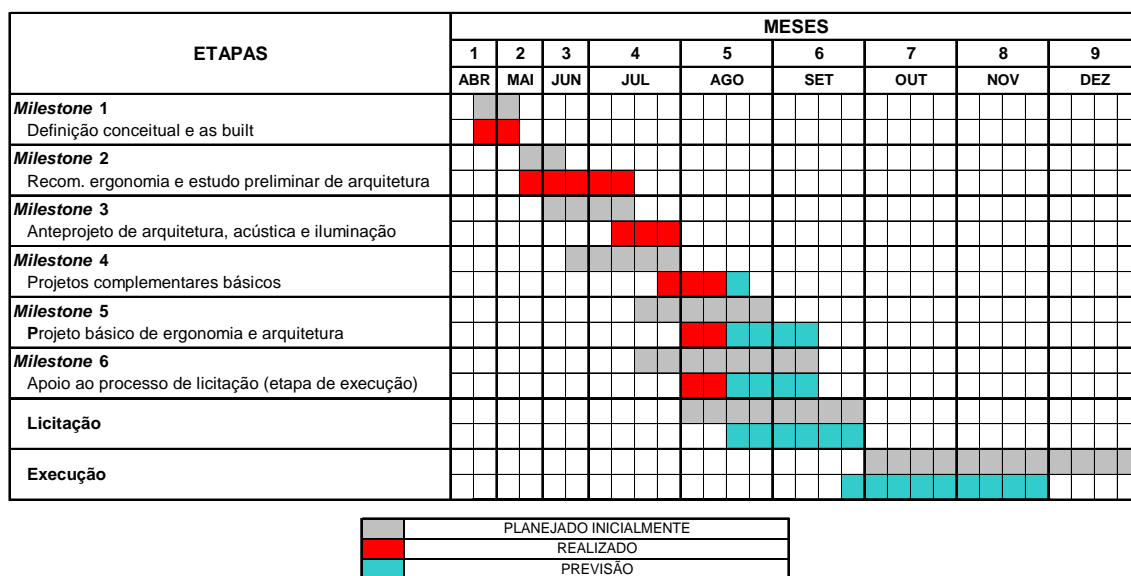 MESES
ETAPAS
1 2 3 4 5 6 7 8 9
ABR MAI JUN JUL AGO SET OUT NOV DEZ
Milestone 1
Definição conceitual e as built
Milestone 2
Recom. ergonomia e estudo preliminar de arquitetura
Milestone 3
Anteprojeto de arquitetura, acústica e iluminação
Milestone 4
Projetos complementares básicos
Milestone 5
Projeto básico de ergonomia e arquitetura
Milestone 6
Apoio ao processo de licitação (etapa de execução)
Licitação
Execução
PLANEJADO INICIALMENTE
REALIZADO
PREVISÃO